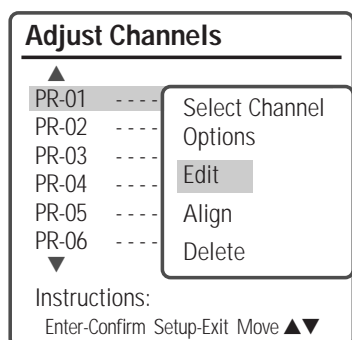 Adjust Channels
▲
PR-01 - - - -
PR-02 - - - -
PR-03 - - - -
PR-04 - - - -
PR-05 - - - -
PR-06 - - - -
▼
Select Channel
Options
Edit
Align
Delete
Instructions:
Enter-Confirm Setup-Exit Move ▲▼